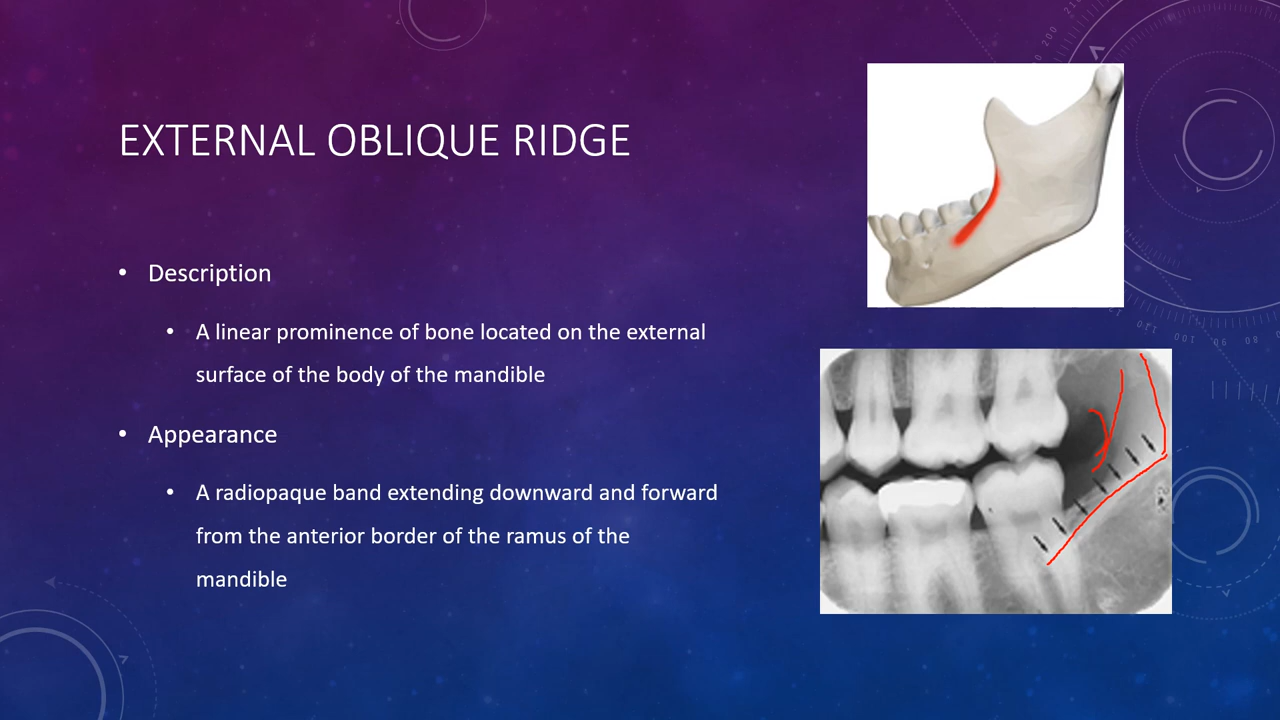 EXTERNAL OBLIQUE RIDGE
• Description
• A linear prominence of bone located on the external
surface of the body of the mandible
• Appearance
• A radiopaque band extending downward and forward
from the anterior border of the ramus of the
mandible